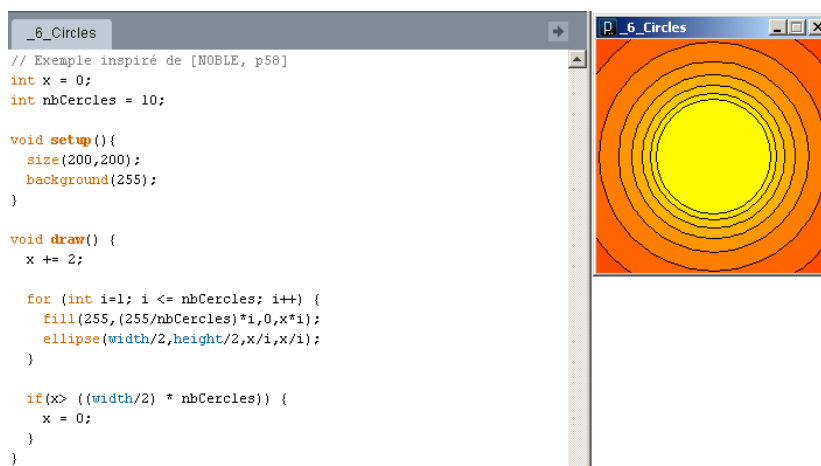 _6_Circles
// Exemple inspiré de [NOBLE, p58]
int x = 0;
int nbCercles = 10;
void setup(){
  size(200,200);
  background(255);
}
void draw() {
  x += 2;
  for (int i=1; i <= nbCercles; i++) {
    fill(255,(255/nbCercles)*i,0,x*i);
    ellipse(width/2,height/2,x/i,x/i);
  }
  if(x> ((width/2) * nbCercles)) {
    x = 0;
  }
}
P _6_Circles